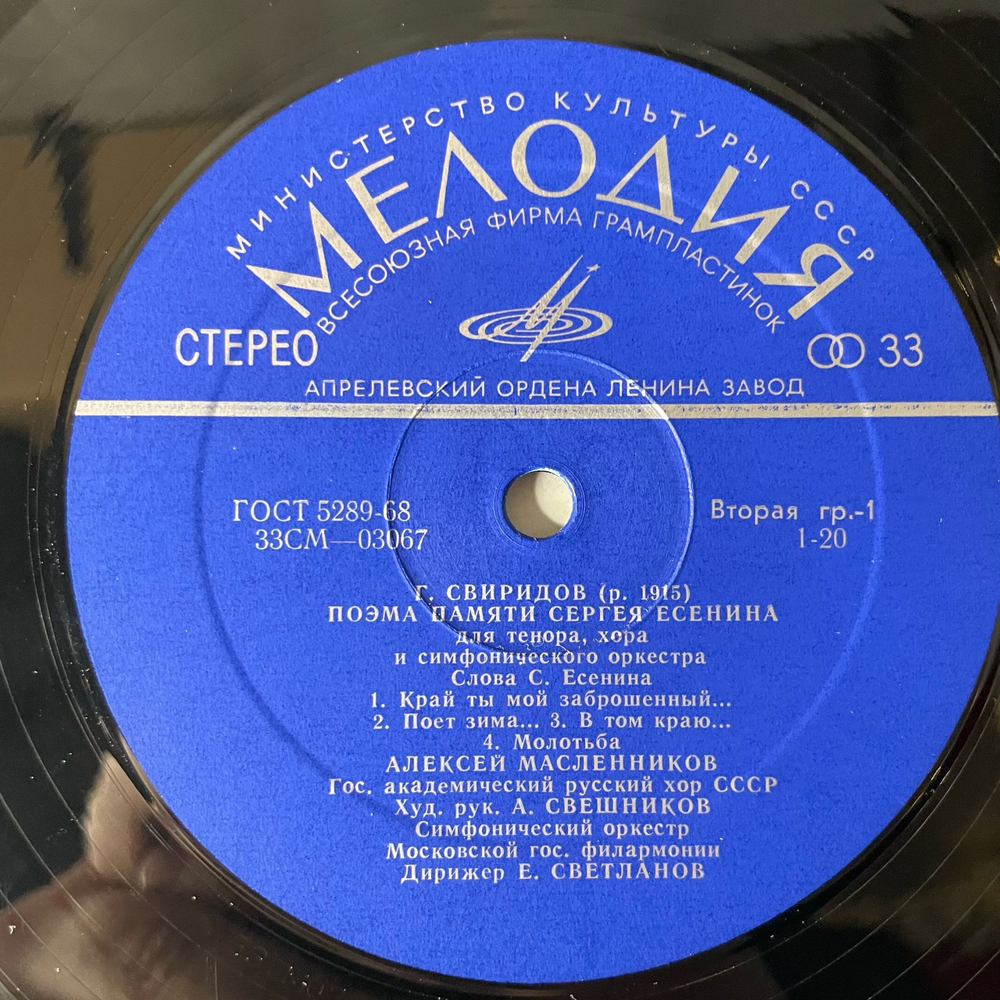 МИНИСТЕРСТВО КУЛЬТУРЫ СССР
МЕЛОДИЯ
ВСЕСОЮЗНАЯ ФИРМА ГРАМПЛАСТИНОК
СТЕРЕО
33
АПРЕЛЕВСКИЙ ОРДЕНА ЛЕНИНА ЗАВОД
ГОСТ 5289-68
33СМ—03067
Вторая гр.-1
1-20
Г. СВИРИДОВ (р. 1915)
ПОЭМА ПАМЯТИ СЕРГЕЯ ЕСЕНИНА
для тенора, хора
и симфонического оркестра
Слова С. Есенина
1. Край ты мой заброшенный...
2. Поет зима... 3. В том краю...
4. Молотьба
АЛЕКСЕЙ МАСЛЕННИКОВ
Гос. академический русский хор СССР
Худ. рук. А. СВЕШНИКОВ
Симфонический оркестр
Московской гос. филармонии
Дирижер Е. СВЕТЛАНОВ